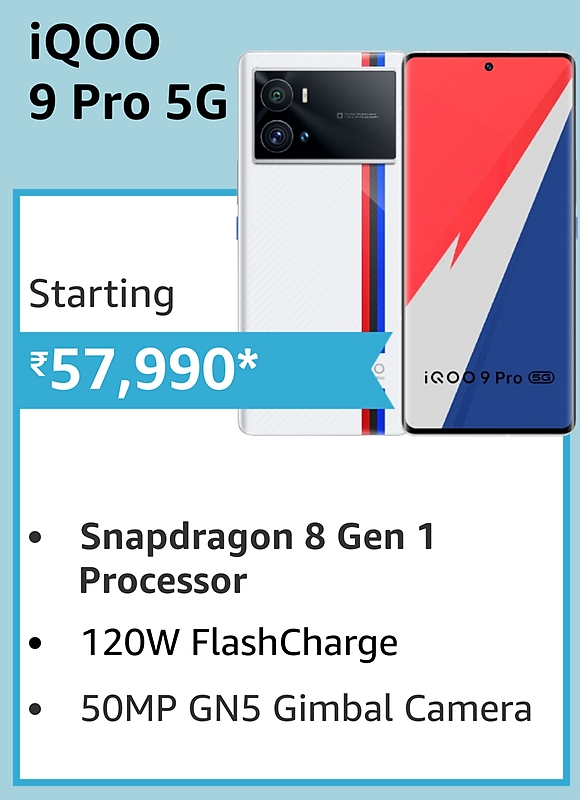 iQOO
9 Pro 5G
Starting
₹57,990*
iQOO 9 Pro 5G
• Snapdragon 8 Gen 1
Processor
• 120W FlashCharge
• 50MP GN5 Gimbal Camera